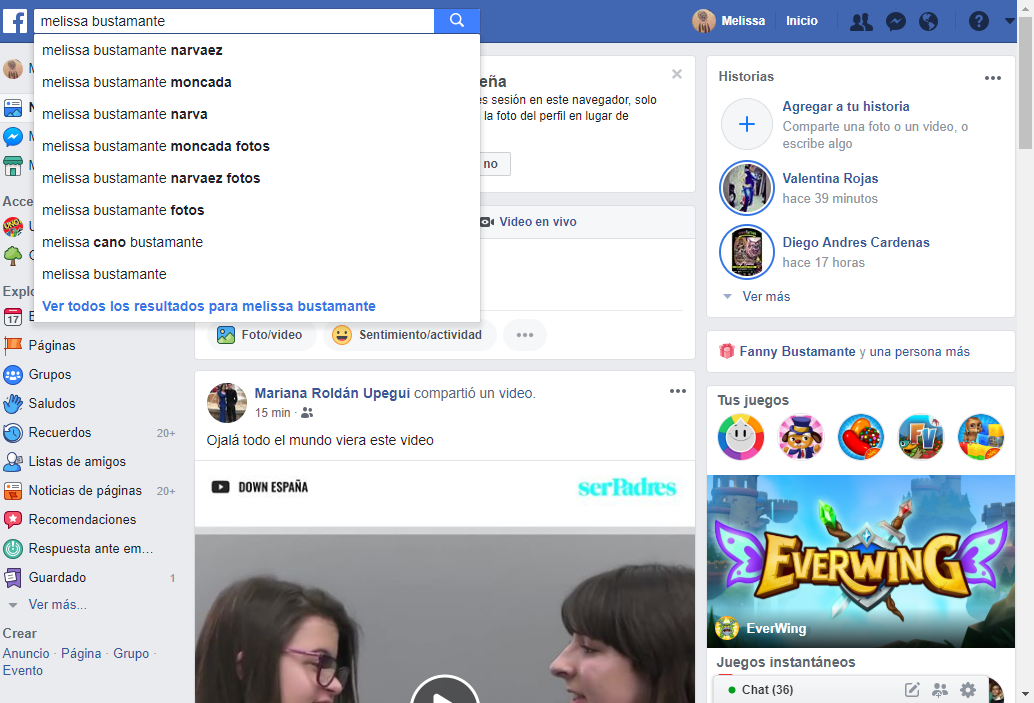 melissa bustamante
Melissa
Inicio
melissa bustamante narvaez
melissa bustamante moncada
melissa bustamante narva
melissa bustamante moncada fotos
melissa bustamante narvaez fotos
melissa bustamante fotos
melissa cano bustamante
melissa bustamante
Ver todos los resultados para melissa bustamante
Acce
Explo
17
Páginas
Grupos
Saludos
Recuerdos 20+
Listas de amigos
Noticias de páginas 20+
Recomendaciones
Respuesta ante em...
Guardado 1
Ver más...
Crear
Anuncio · Página · Grupo ·
Evento
eña
es sesión en este navegador, solo
la foto del perfil en lugar de
no
Video en vivo
Foto/video
Sentimiento/actividad
Mariana Roldán Upegui compartió un video.
15 min ·
Ojalá todo el mundo viera este video
DOWN ESPAÑA
serPadres
Historias
Agregar a tu historia
Comparte una foto o un video, o
escribe algo
Valentina Rojas
hace 39 minutos
Diego Andres Cardenas
hace 17 horas
Ver más
Fanny Bustamante y una persona más
Tus juegos
FV
EVERWING
EverWing
Juegos instantáneos
Chat (36)